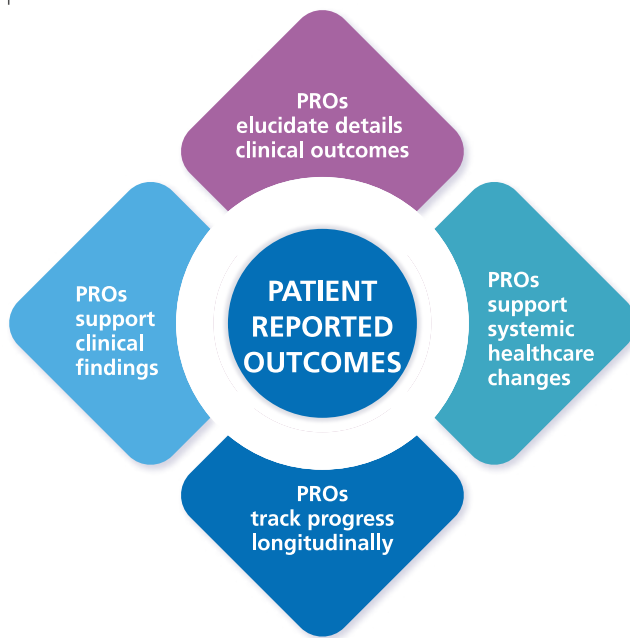 PROs
elucidate details
clinical outcomes
PROs
support
clinical
findings
PATIENT
REPORTED
OUTCOMES
PROs
support
systemic
healthcare
changes
PROs
track progress
longitudinally